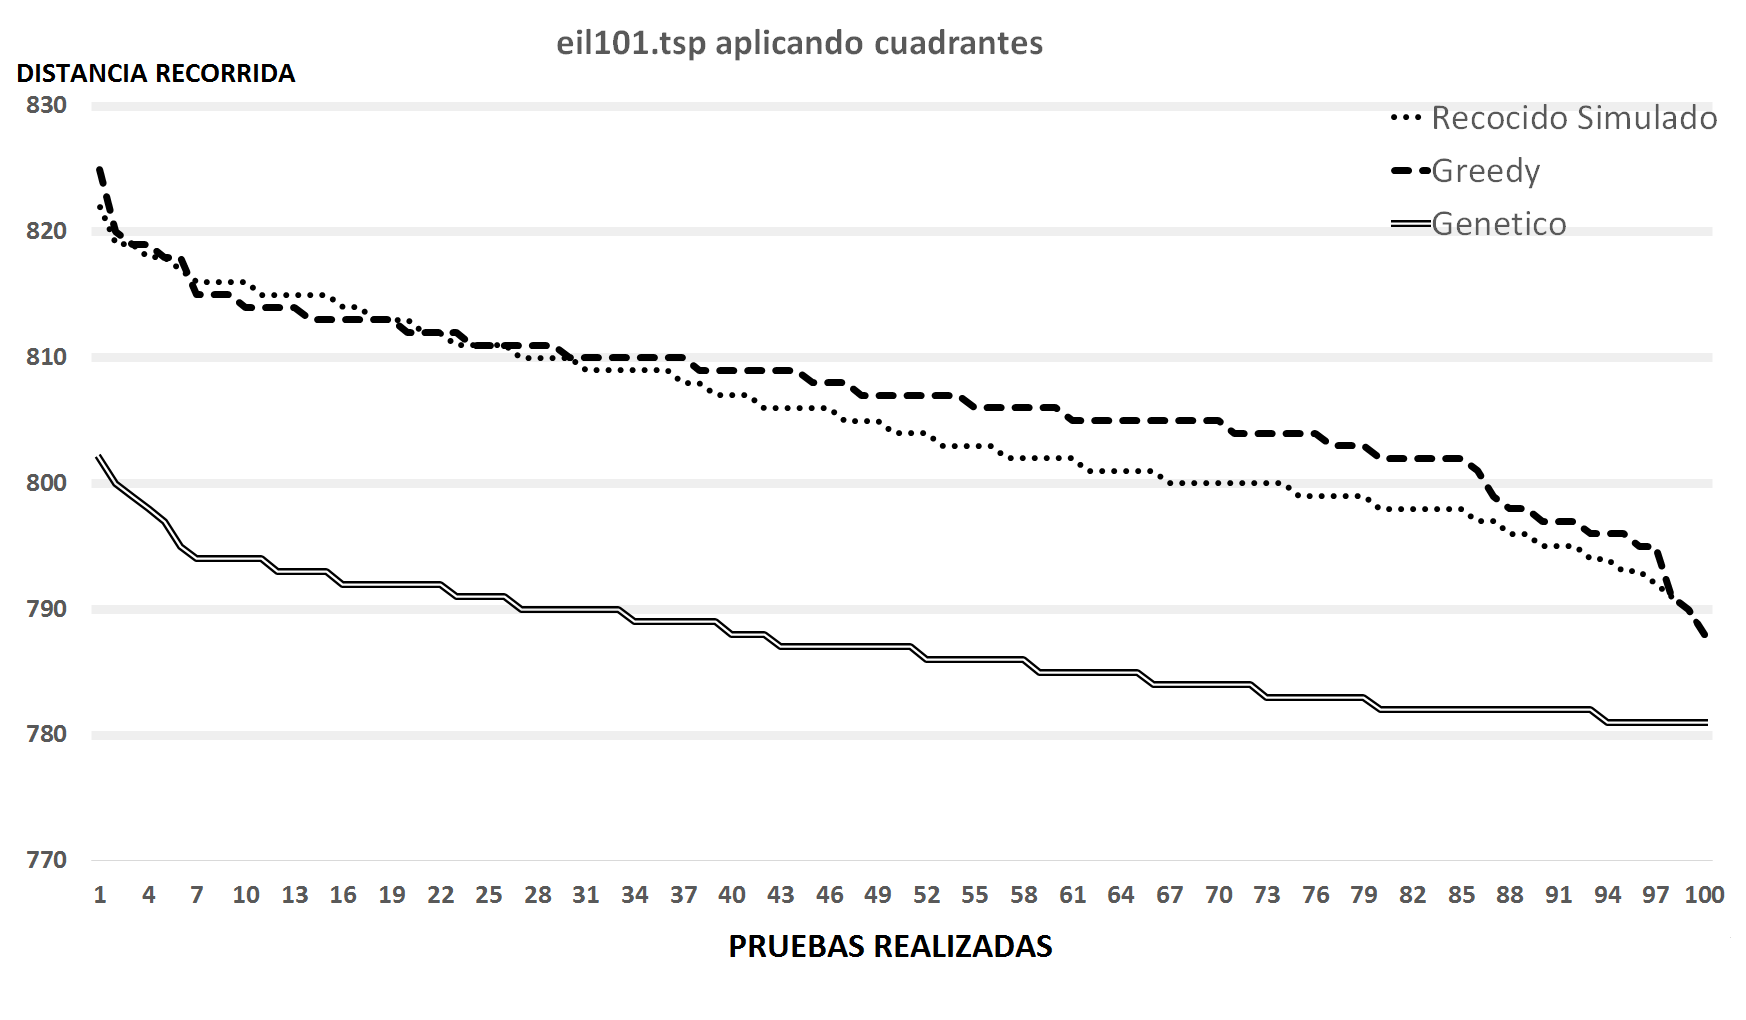 eil101.tsp aplicando cuadrantes
DISTANCIA RECORRIDA
830
820
810
800
790
780
770
Recocido Simulado
Greedy
Genetico
1 4 7 10 13 16 19 22 25 28 31 34 37 40 43 46 49 52 55 58 61 64 67 70 73 76 79 82 85 88 91 94 97 100
PRUEBAS REALIZADAS